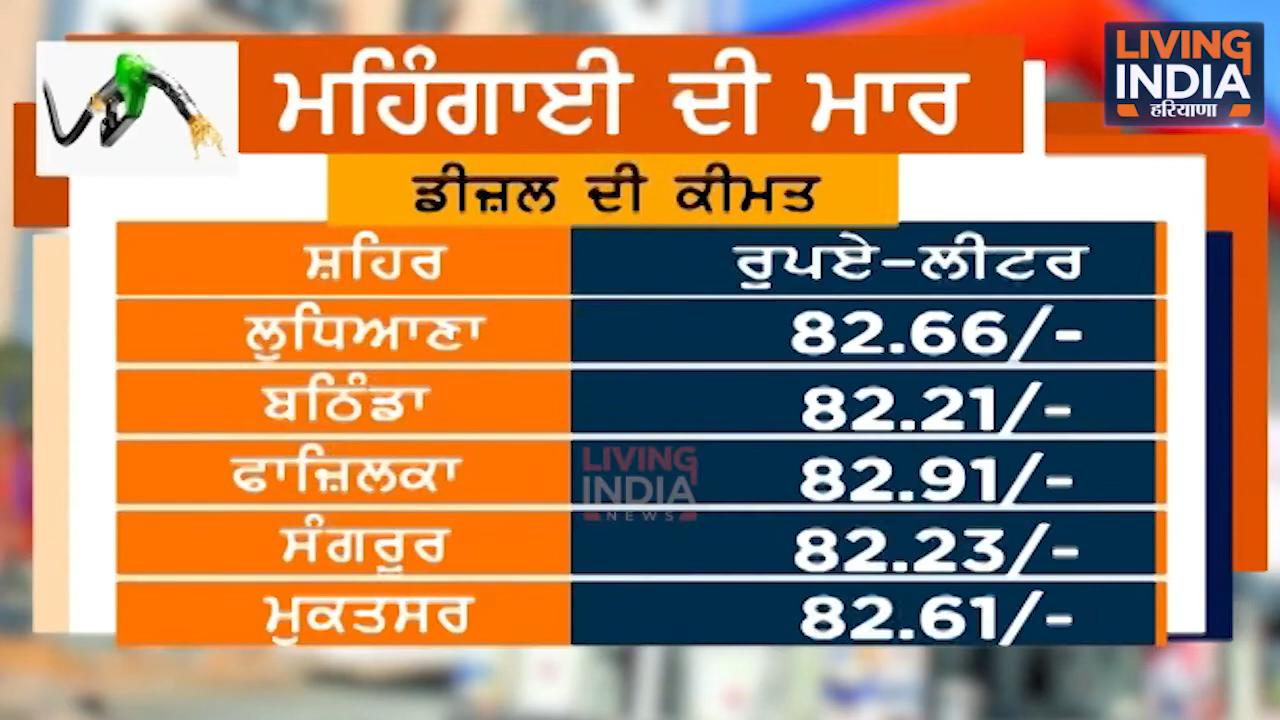 ਮਹਿੰਗਾਈ ਦੀ ਮਾਰ
LIVING
INDIA
हरियाणा
ਡੀਜ਼ਲ ਦੀ ਕੀਮਤ
ਸ਼ਹਿਰ ਰੁਪਏ-ਲੀਟਰ
ਲੁਧਿਆਣਾ 82.66/-
ਬਠਿੰਡਾ 82.21/-
ਫਾਜ਼ਿਲਕਾ 82.91/-
LIVING
INDIA
NEWS
ਸੰਗਰੂਰ 82.23/-
ਮੁਕਤਸਰ 82.61/-